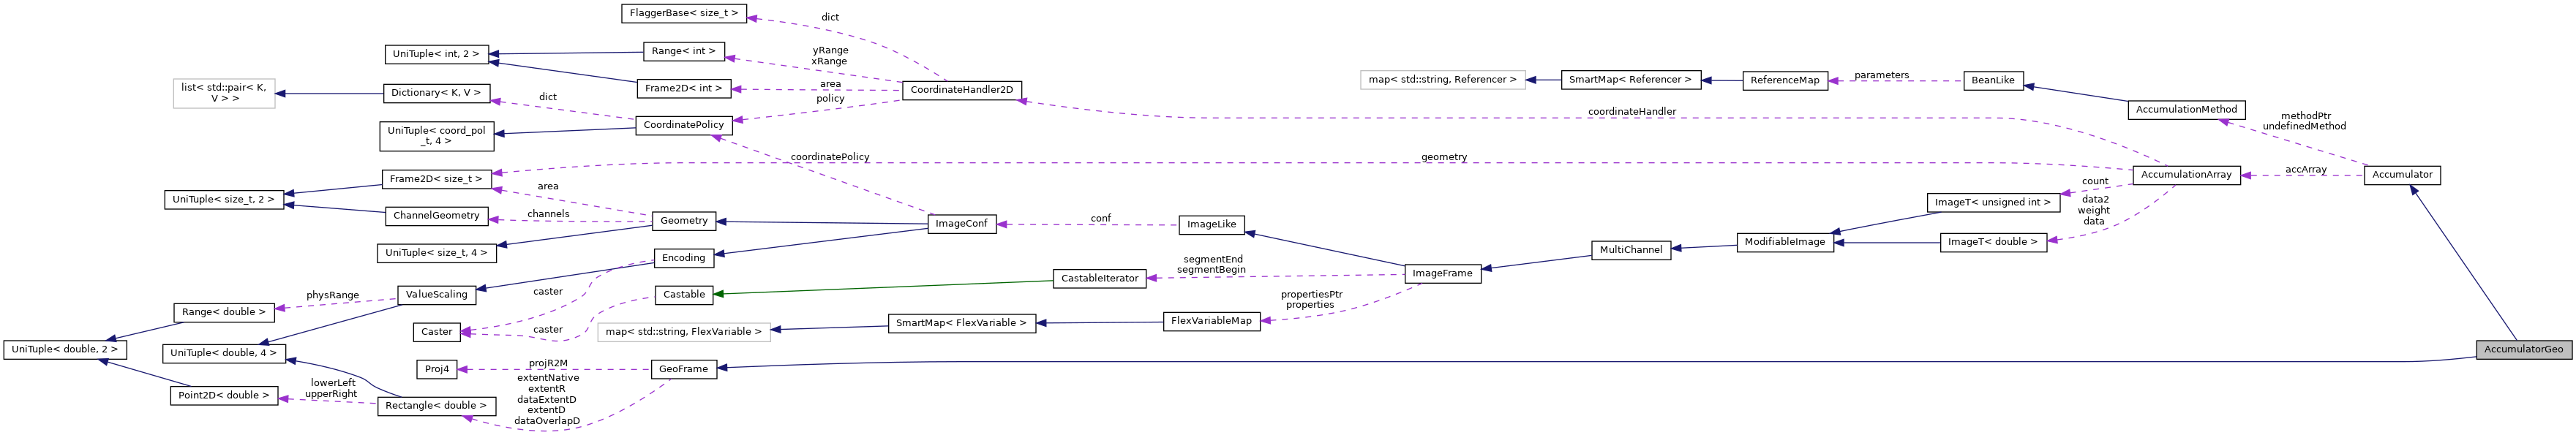 FlaggerBase< size_t >
dict
UniTuple< int, 2 >
Range< int >
yRange
xRange
list< std::pair< K,
V > >
Dictionary< K, V >
dict
Frame2D< int >
area
policy
CoordinateHandler2D
map< std::string, Referencer >
SmartMap< Referencer >
ReferenceMap
parameters
BeanLike
AccumulationMethod
UniTuple< coord_pol
_t, 4 >
CoordinatePolicy
coordinateHandler
methodPtr
undefinedMethod
coordinatePolicy
geometry
Frame2D< size_t >
area
AccumulationArray
accArray
Accumulator
UniTuple< size_t, 2 >
ChannelGeometry
channels
Geometry
ImageConf
conf
ImageLike
ImageT< unsigned int >
count
data2
weight
data
UniTuple< size_t, 4 >
Encoding
MultiChannel
ModifiableImage
ImageT< double >
segmentEnd
segmentBegin
ImageFrame
CastableIterator
Castable
caster
ValueScaling
physRange
Range< double >
propertiesPtr
properties
Caster
caster
map< std::string, FlexVariable >
SmartMap< FlexVariable >
FlexVariableMap
UniTuple< double, 2 >
UniTuple< double, 4 >
AccumulatorGeo
Proj4
projR2M
GeoFrame
extentNative
extentR
dataExtentD
extentD
dataOverlapD
Point2D< double >
lowerLeft
upperRight
Rectangle< double >